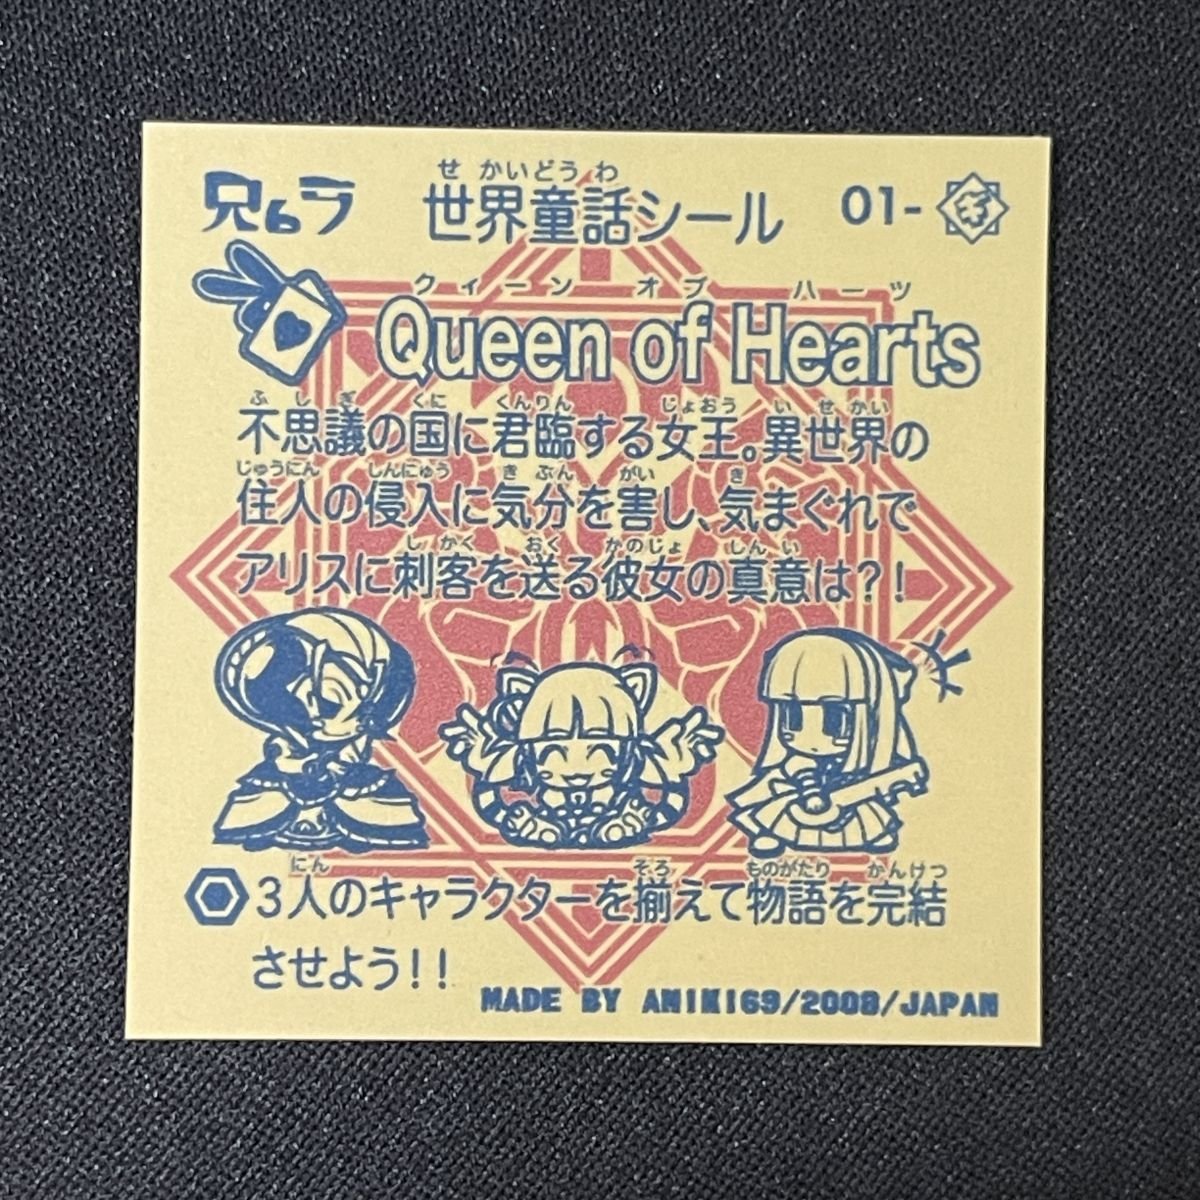 兄貴ラ
せかいどうわ
世界童話シール
01-
クィーン オブ ハーツ
Queen of Hearts
ふしぎ くに くんりん じょおう いせかい
不思議の国に君臨する女王。異世界の
じゅうにん しんにゅう きぶん がい き
住人の侵入に気分を害し、気まぐれで
しかく おく かのじょ しんい
アリスに刺客を送る彼女の真意は?!
にん そろ ものがたり かんけつ
3人のキャラクターを揃えて物語を完結
させよう!!
MADE BY ANIKI69/2008/JAPAN